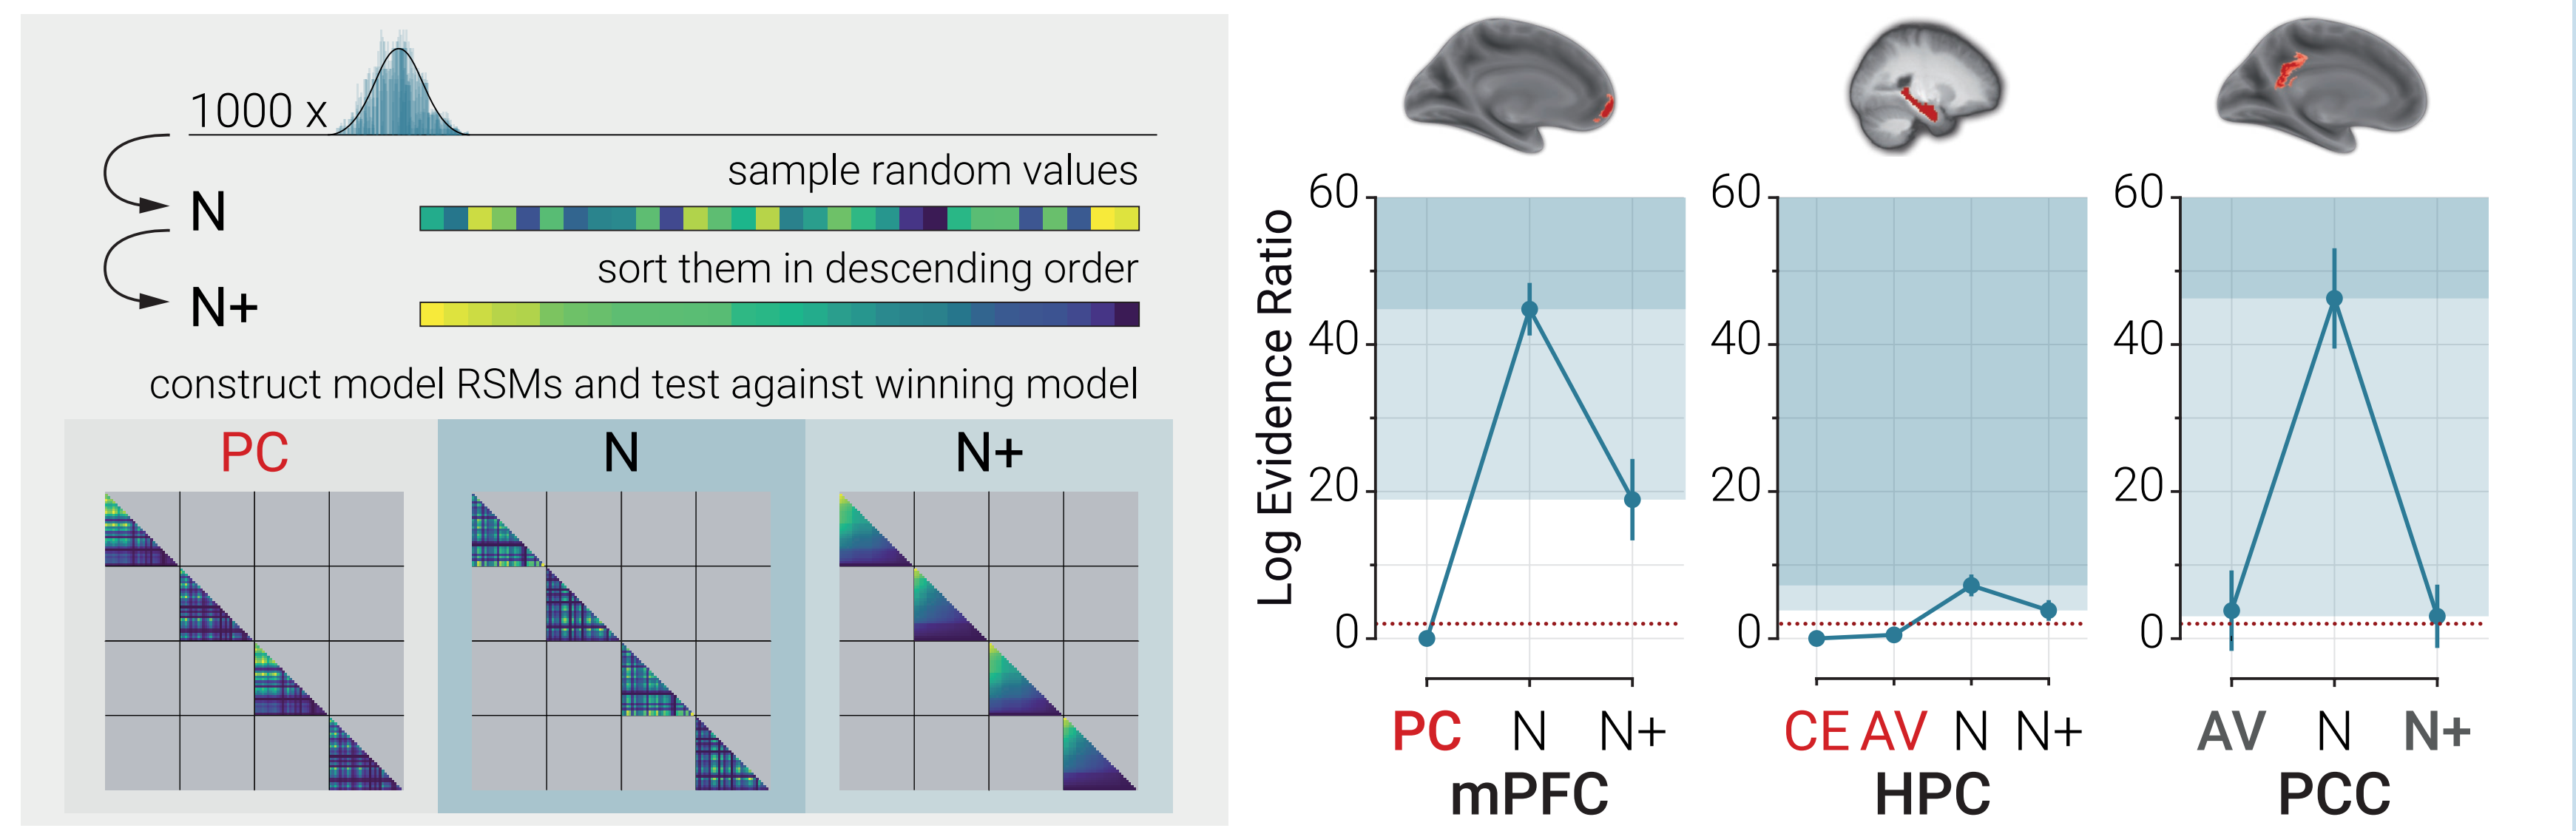 1000 x
sample random values
N
sort them in descending order
N+
construct model RSMs and test against winning model
PC N N+
Log Evidence Ratio
60
40
20
0
PC N N+
mPFC
60
40
20
0
CE AV N N+
HPC
60
40
20
0
AV N N+
PCC